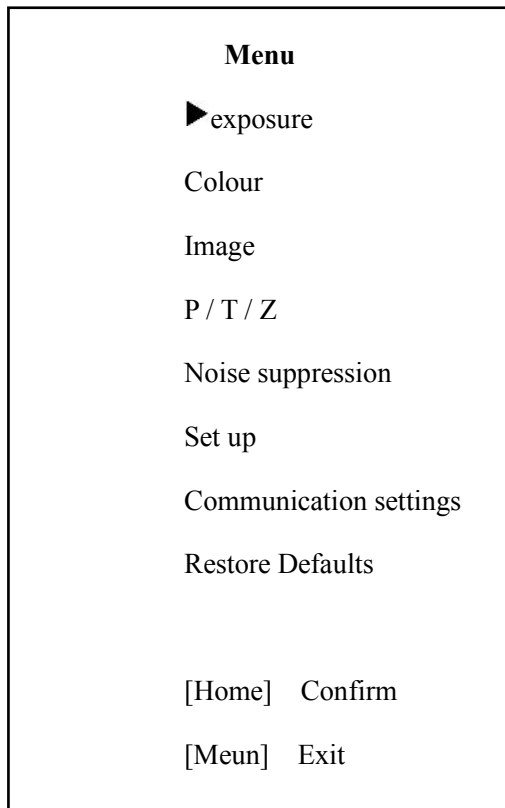 Menu
▶exposure
Colour
Image
P / T / Z
Noise suppression
Set up
Communication settings
Restore Defaults
[Home] Confirm
[Meun] Exit